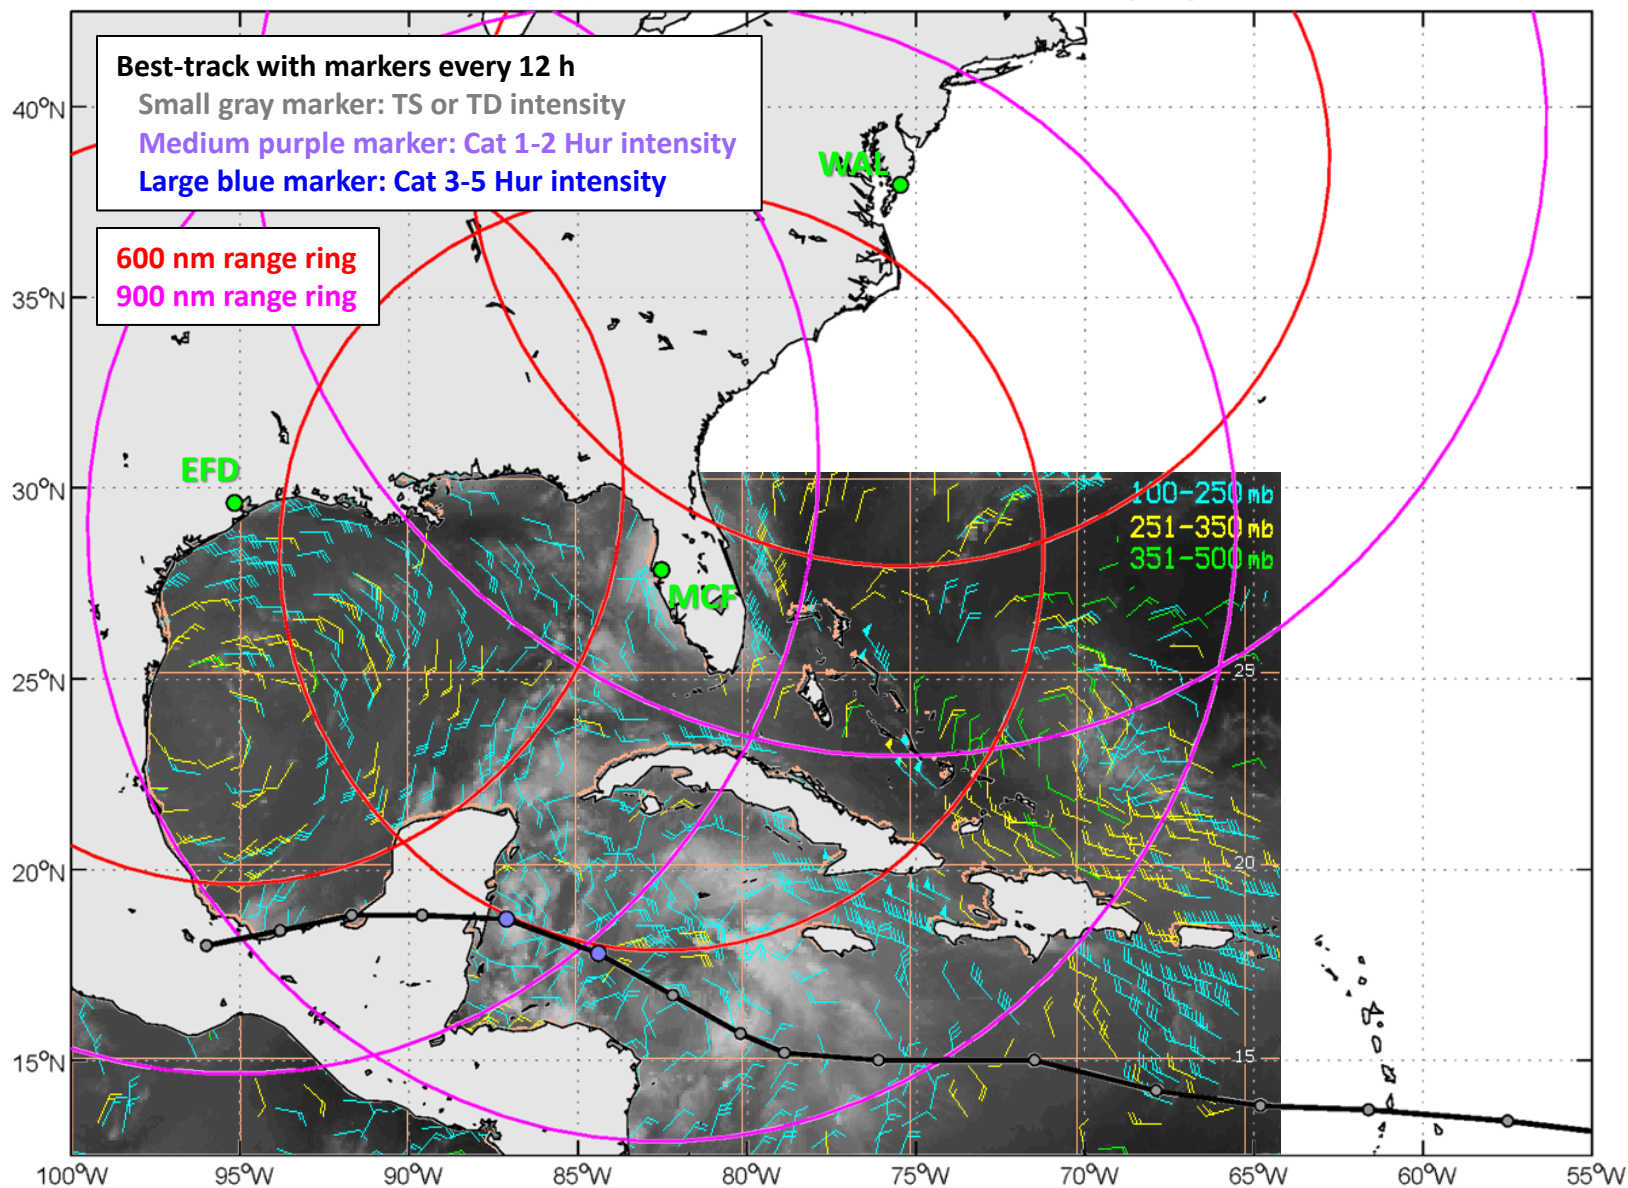 Best-track with markers every 12 h
Small gray marker: TS or TD intensity
Medium purple marker: Cat 1-2 Hur intensity
Large blue marker: Cat 3-5 Hur intensity
600 nm range ring
900 nm range ring
40°N
35°N
30°N
25°N
20°N
15°N
WAL
EFD
MCF
100-250 mb
251-350 mb
351-500 mb
25
20
15
100°W
95°W
90°W
85°W
80°W
75°W
70°W
65°W
60°W
55°W